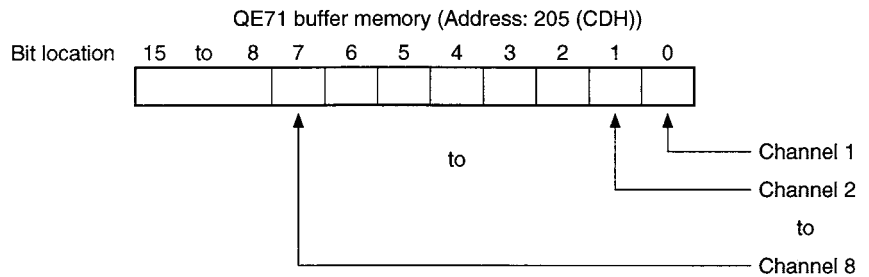 QE71 buffer memory (Address: 205 (CDH))
Bit location 15 to 8 7 6 5 4 3 2 1 0
to
Channel 1
Channel 2
to
Channel 8